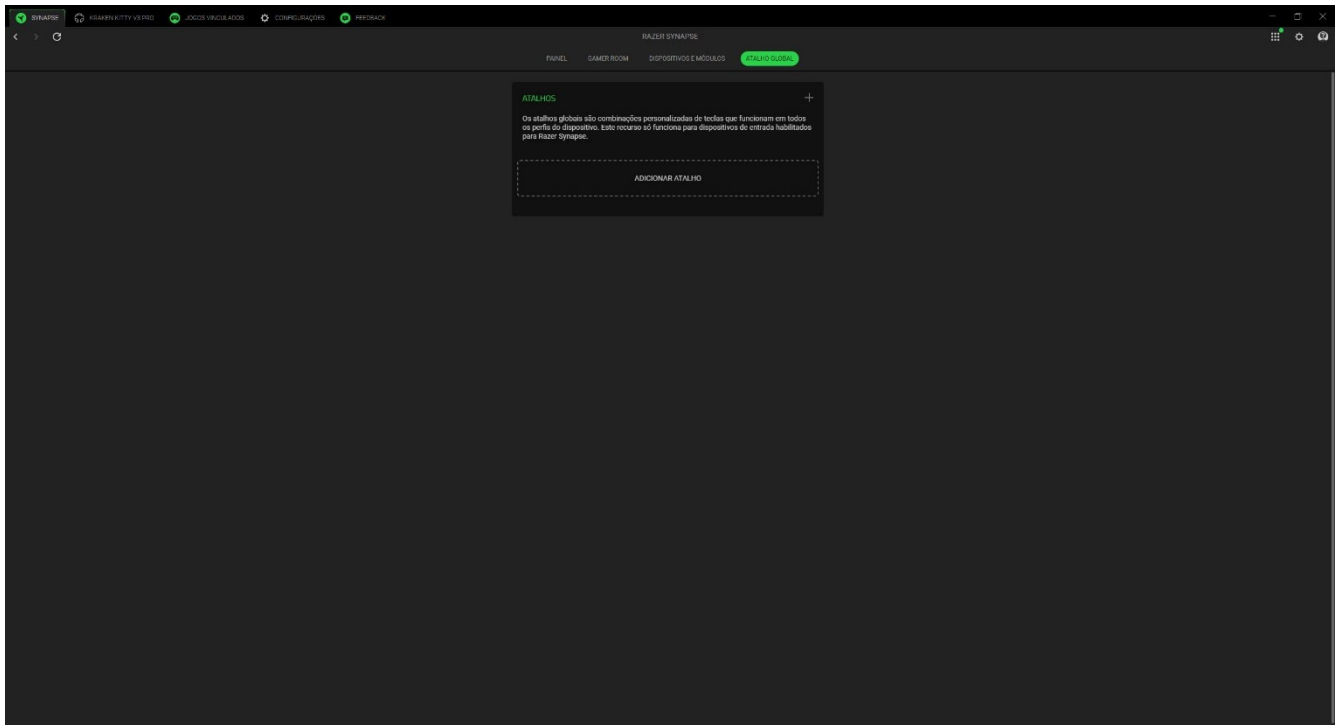 SYNAPSE KRAKEN KITTY V3 PRO JOGOS VINCULADOS CONFIGURAÇÕES FEEDBACK
RAZER SYNAPSE
PAINEL GAMER ROOM DISPOSITIVOS E MÓDULOS ATALHO GLOBAL
ATALHOS
Os atalhos globais são combinações personalizadas de teclas que funcionam em todos
os perfis do dispositivo. Este recurso só funciona para dispositivos de entrada habilitados
para Razer Synapse.
ADICIONAR ATALHO